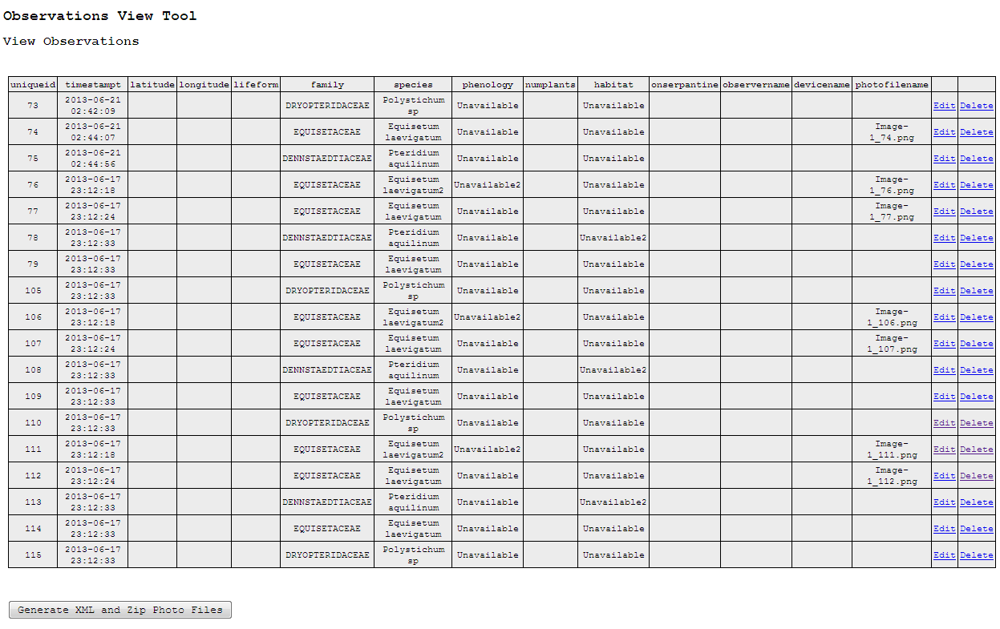 Observations View Tool
View Observations
uniqueid timestampt latitude longitude lifeform family species phenology numplants habitat onserpantine observername devicename photofilename
73 2013-06-21 02:42:09 DRYOPTERIDACEAE Polystichum sp Unavailable Unavailable Edit Delete
74 2013-06-21 02:44:07 EQUISETACEAE Equisetum laevigatum Unavailable Unavailable Image-1_74.png Edit Delete
75 2013-06-21 02:44:56 DENNSTAEDTIACEAE Pteridium aquilinum Unavailable Unavailable Edit Delete
76 2013-06-17 23:12:18 EQUISETACEAE Equisetum laevigatum2 Unavailable2 Unavailable Image-1_76.png Edit Delete
77 2013-06-17 23:12:24 EQUISETACEAE Equisetum laevigatum Unavailable Unavailable Image-1_77.png Edit Delete
78 2013-06-17 23:12:33 DENNSTAEDTIACEAE Pteridium aquilinum Unavailable Unavailable2 Edit Delete
79 2013-06-17 23:12:33 EQUISETACEAE Equisetum laevigatum Unavailable Unavailable Edit Delete
105 2013-06-17 23:12:33 DRYOPTERIDACEAE Polystichum sp Unavailable Unavailable Edit Delete
106 2013-06-17 23:12:18 EQUISETACEAE Equisetum laevigatum2 Unavailable2 Unavailable Image-1_106.png Edit Delete
107 2013-06-17 23:12:24 EQUISETACEAE Equisetum laevigatum Unavailable Unavailable Image-1_107.png Edit Delete
108 2013-06-17 23:12:33 DENNSTAEDTIACEAE Pteridium aquilinum Unavailable Unavailable2 Edit Delete
109 2013-06-17 23:12:33 EQUISETACEAE Equisetum laevigatum Unavailable Unavailable Edit Delete
110 2013-06-17 23:12:33 DRYOPTERIDACEAE Polystichum sp Unavailable Unavailable Edit Delete
111 2013-06-17 23:12:18 EQUISETACEAE Equisetum laevigatum2 Unavailable2 Unavailable Image-1_111.png Edit Delete
112 2013-06-17 23:12:24 EQUISETACEAE Equisetum laevigatum Unavailable Unavailable Image-1_112.png Edit Delete
113 2013-06-17 23:12:33 DENNSTAEDTIACEAE Pteridium aquilinum Unavailable Unavailable2 Edit Delete
114 2013-06-17 23:12:33 EQUISETACEAE Equisetum laevigatum Unavailable Unavailable Edit Delete
115 2013-06-17 23:12:33 DRYOPTERIDACEAE Polystichum sp Unavailable Unavailable Edit Delete
Generate XML and Zip Photo Files